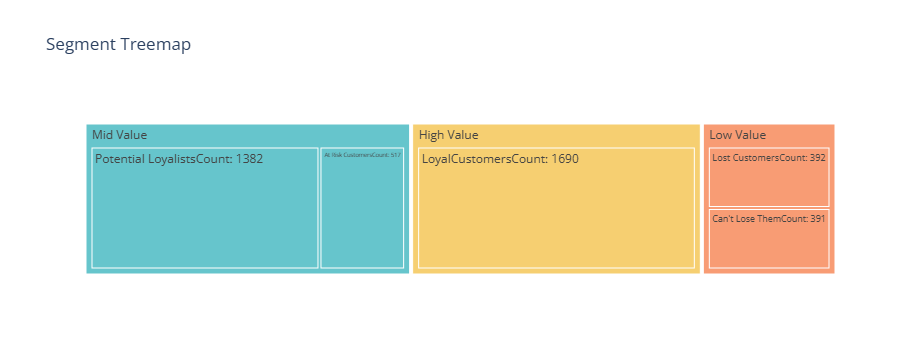 Segment Treemap
Mid Value
Potential LoyalistsCount: 1382
At Risk CustomersCount: 517
High Value
LoyalCustomersCount: 1690
Low Value
Lost CustomersCount: 392
Can't Lose ThemCount: 391